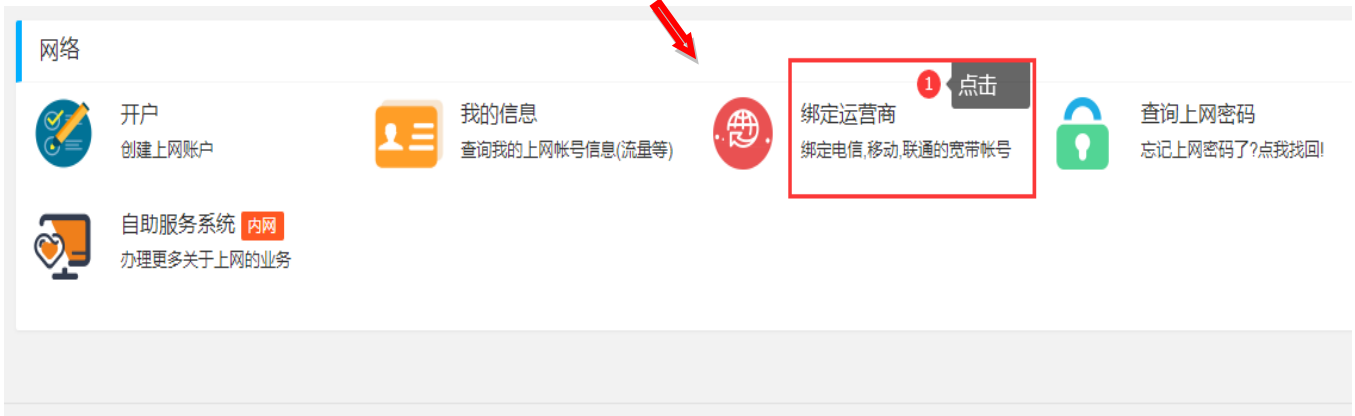 网络
1 点击
开户
创建上网账户
我的信息
查询我的上网帐号信息(流量等)
绑定运营商
绑定电信,移动,联通的宽带帐号
查询上网密码
忘记上网密码了?点我找回!
自助服务系统 内网
办理更多关于上网的业务